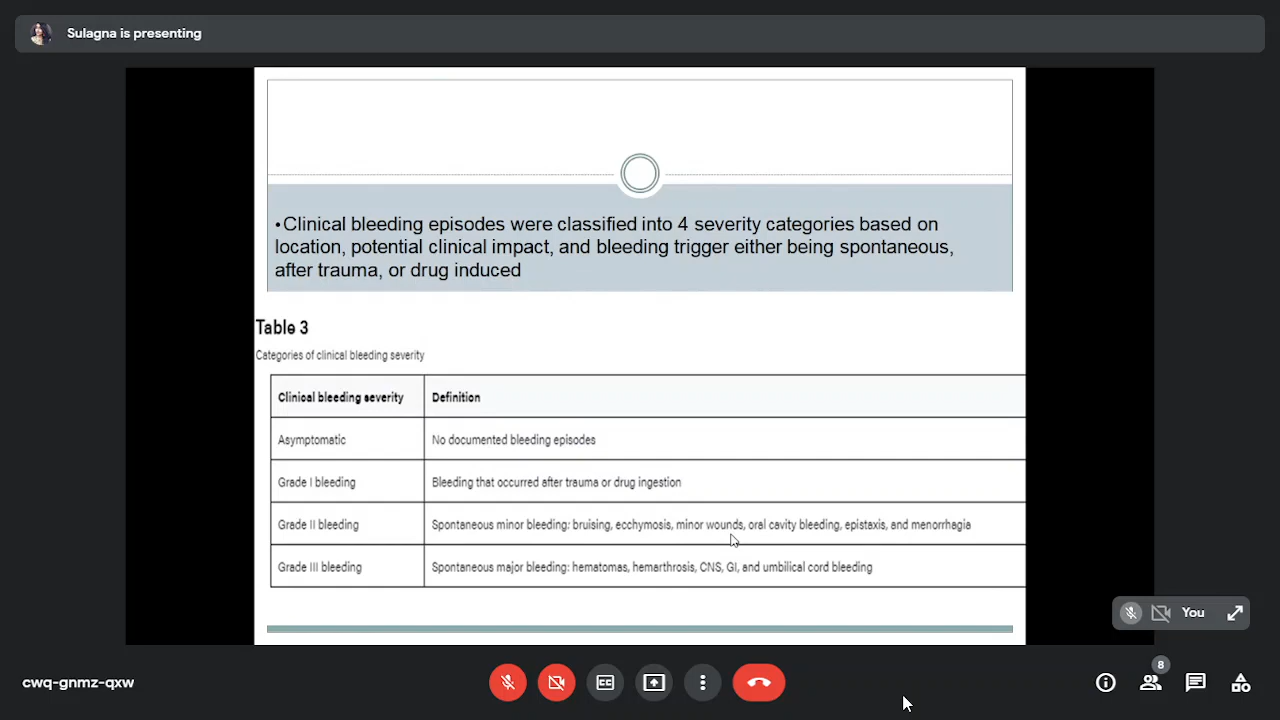 Sulagna is presenting
•Clinical bleeding episodes were classified into 4 severity categories based on
location, potential clinical impact, and bleeding trigger either being spontaneous,
after trauma, or drug induced
Table 3
Categories of clinical bleeding severity
Clinical bleeding severity Definition
Asymptomatic No documented bleeding episodes
Grade I bleeding Bleeding that occurred after trauma or drug ingestion
Grade II bleeding Spontaneous minor bleeding: bruising, ecchymosis, minor wounds, oral cavity bleeding, epistaxis, and menorrhagia
Grade III bleeding Spontaneous major bleeding: hematomas, hemarthrosis, CNS, GI, and umbilical cord bleeding
You
cwq-gnmz-qxw
CC
8